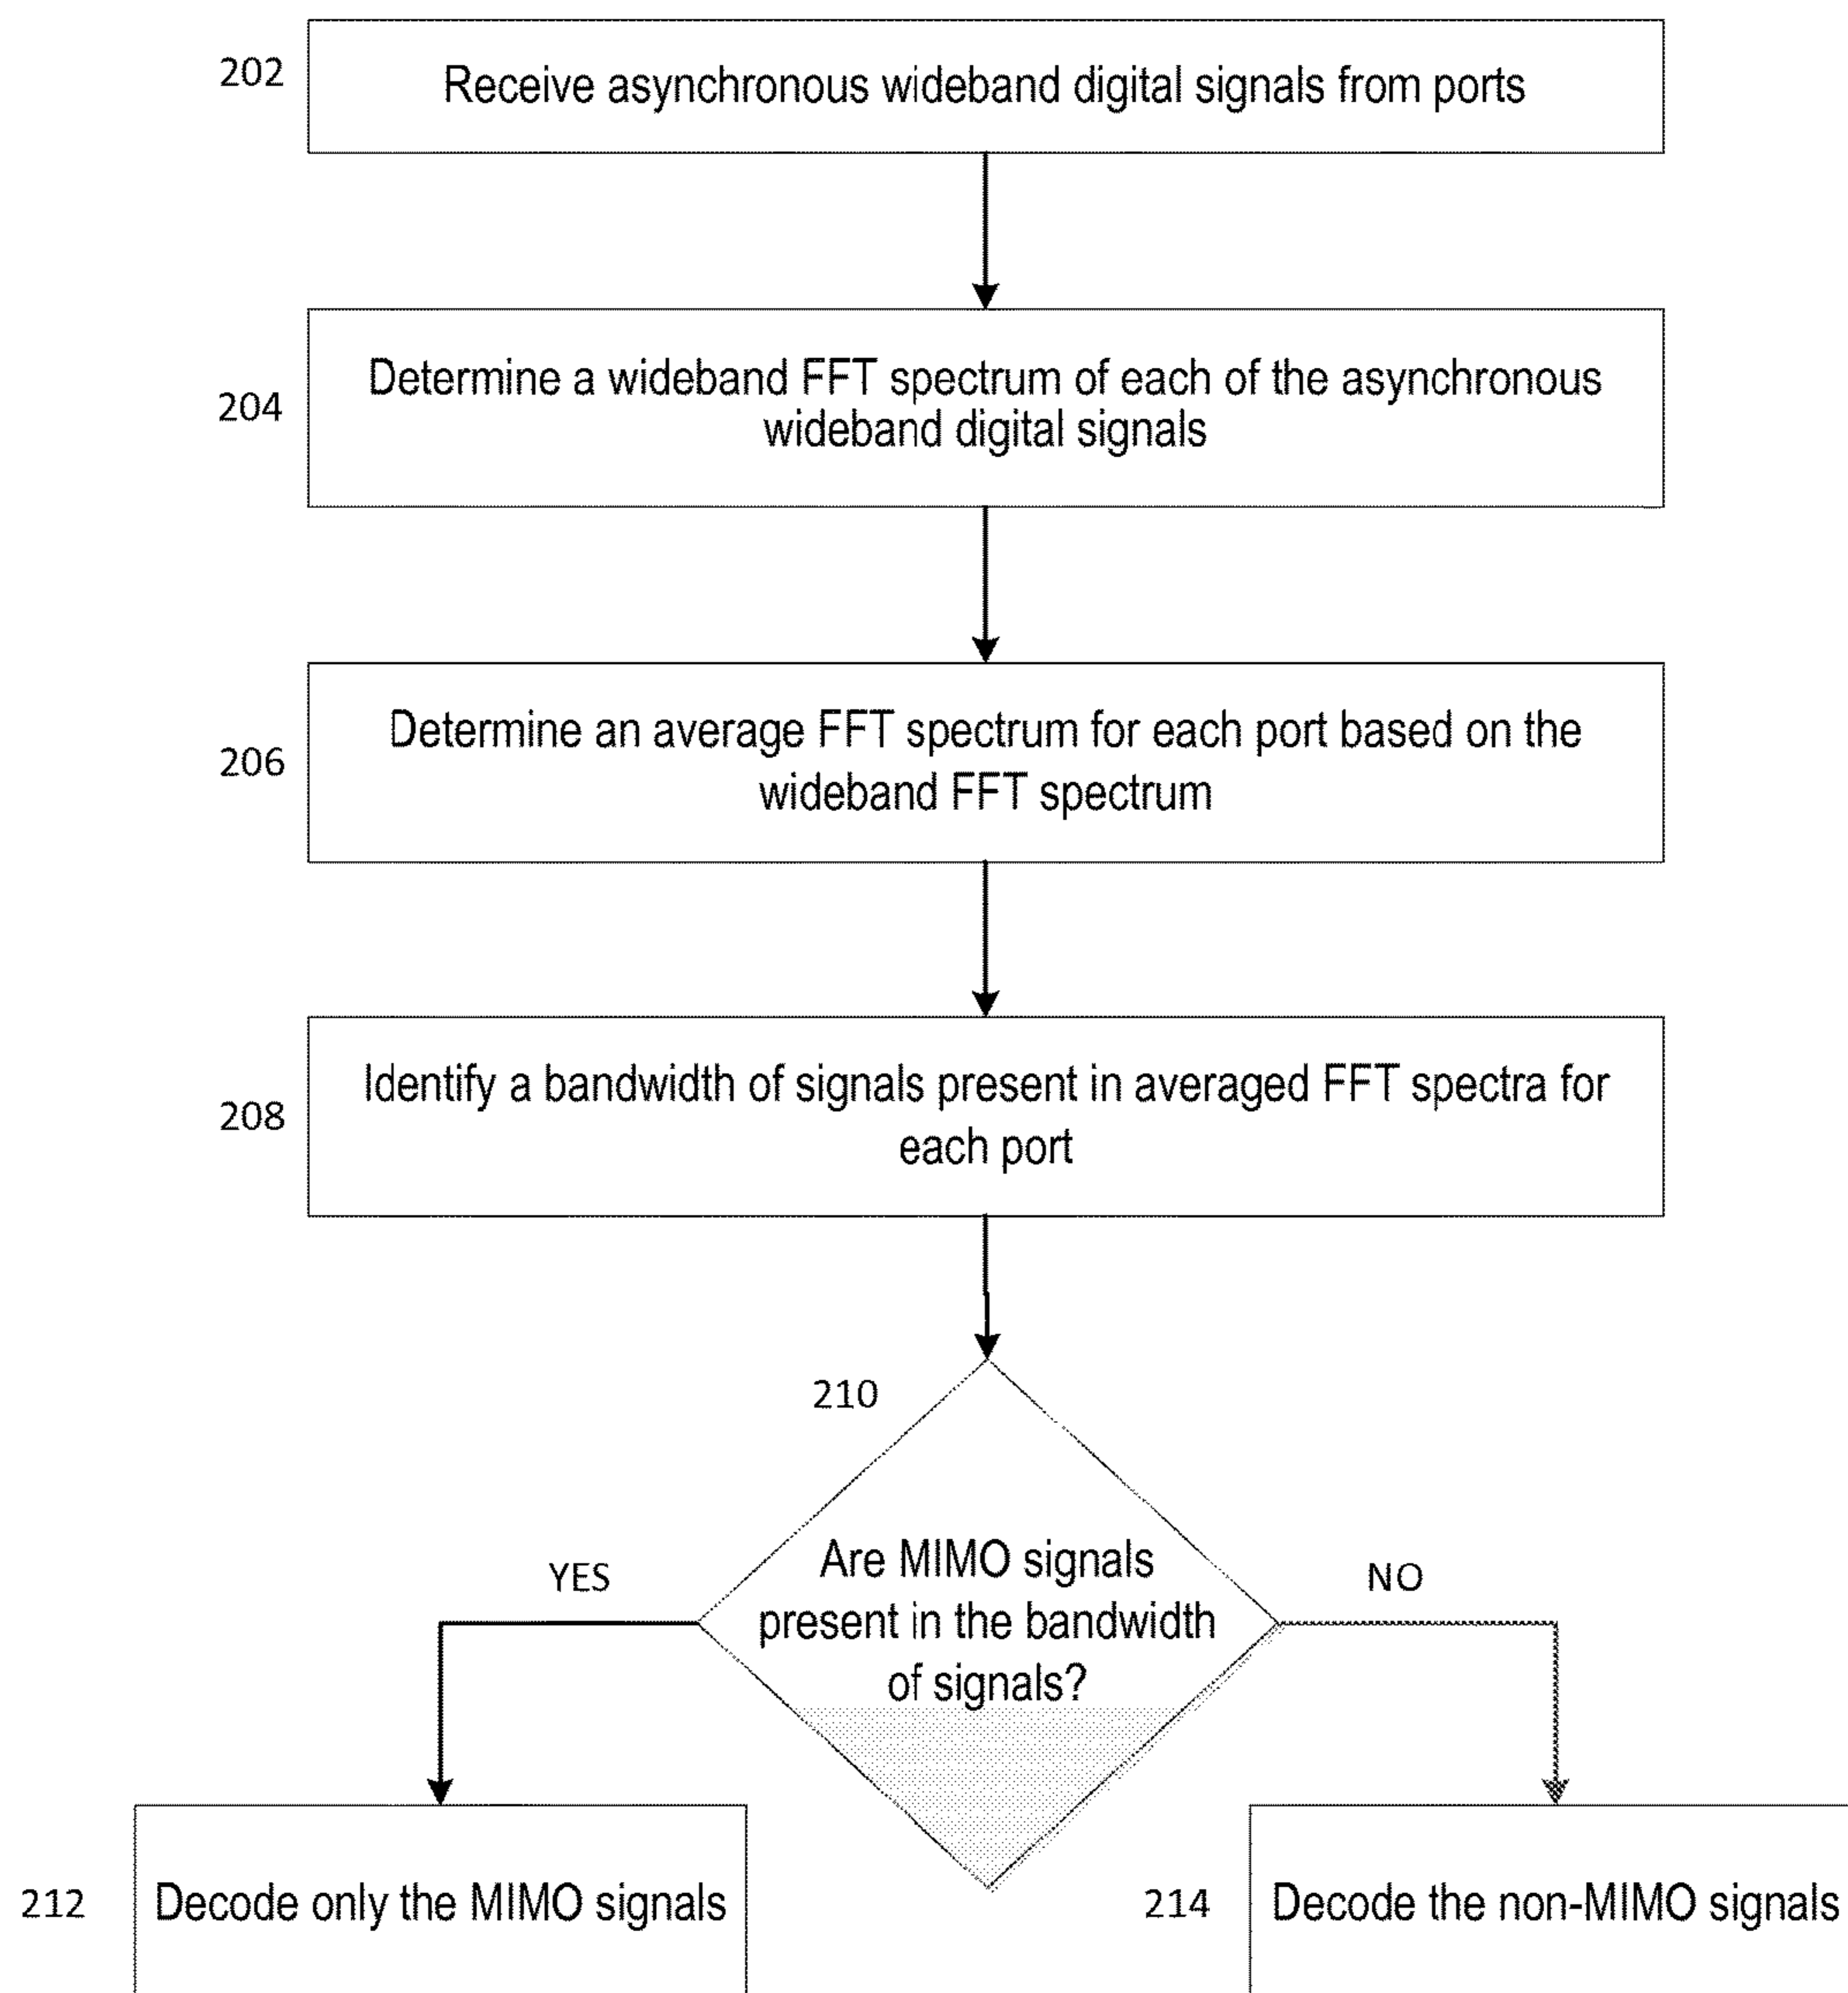 202
Receive asynchronous wideband digital signals from ports
204
Determine a wideband FFT spectrum of each of the asynchronous
wideband digital signals
206
Determine an average FFT spectrum for each port based on the
wideband FFT spectrum
208
Identify a bandwidth of signals present in averaged FFT spectra for
each port
210
Are MIMO signals
present in the bandwidth
of signals?
YES
NO
212
Decode only the MIMO signals
214
Decode the non-MIMO signals